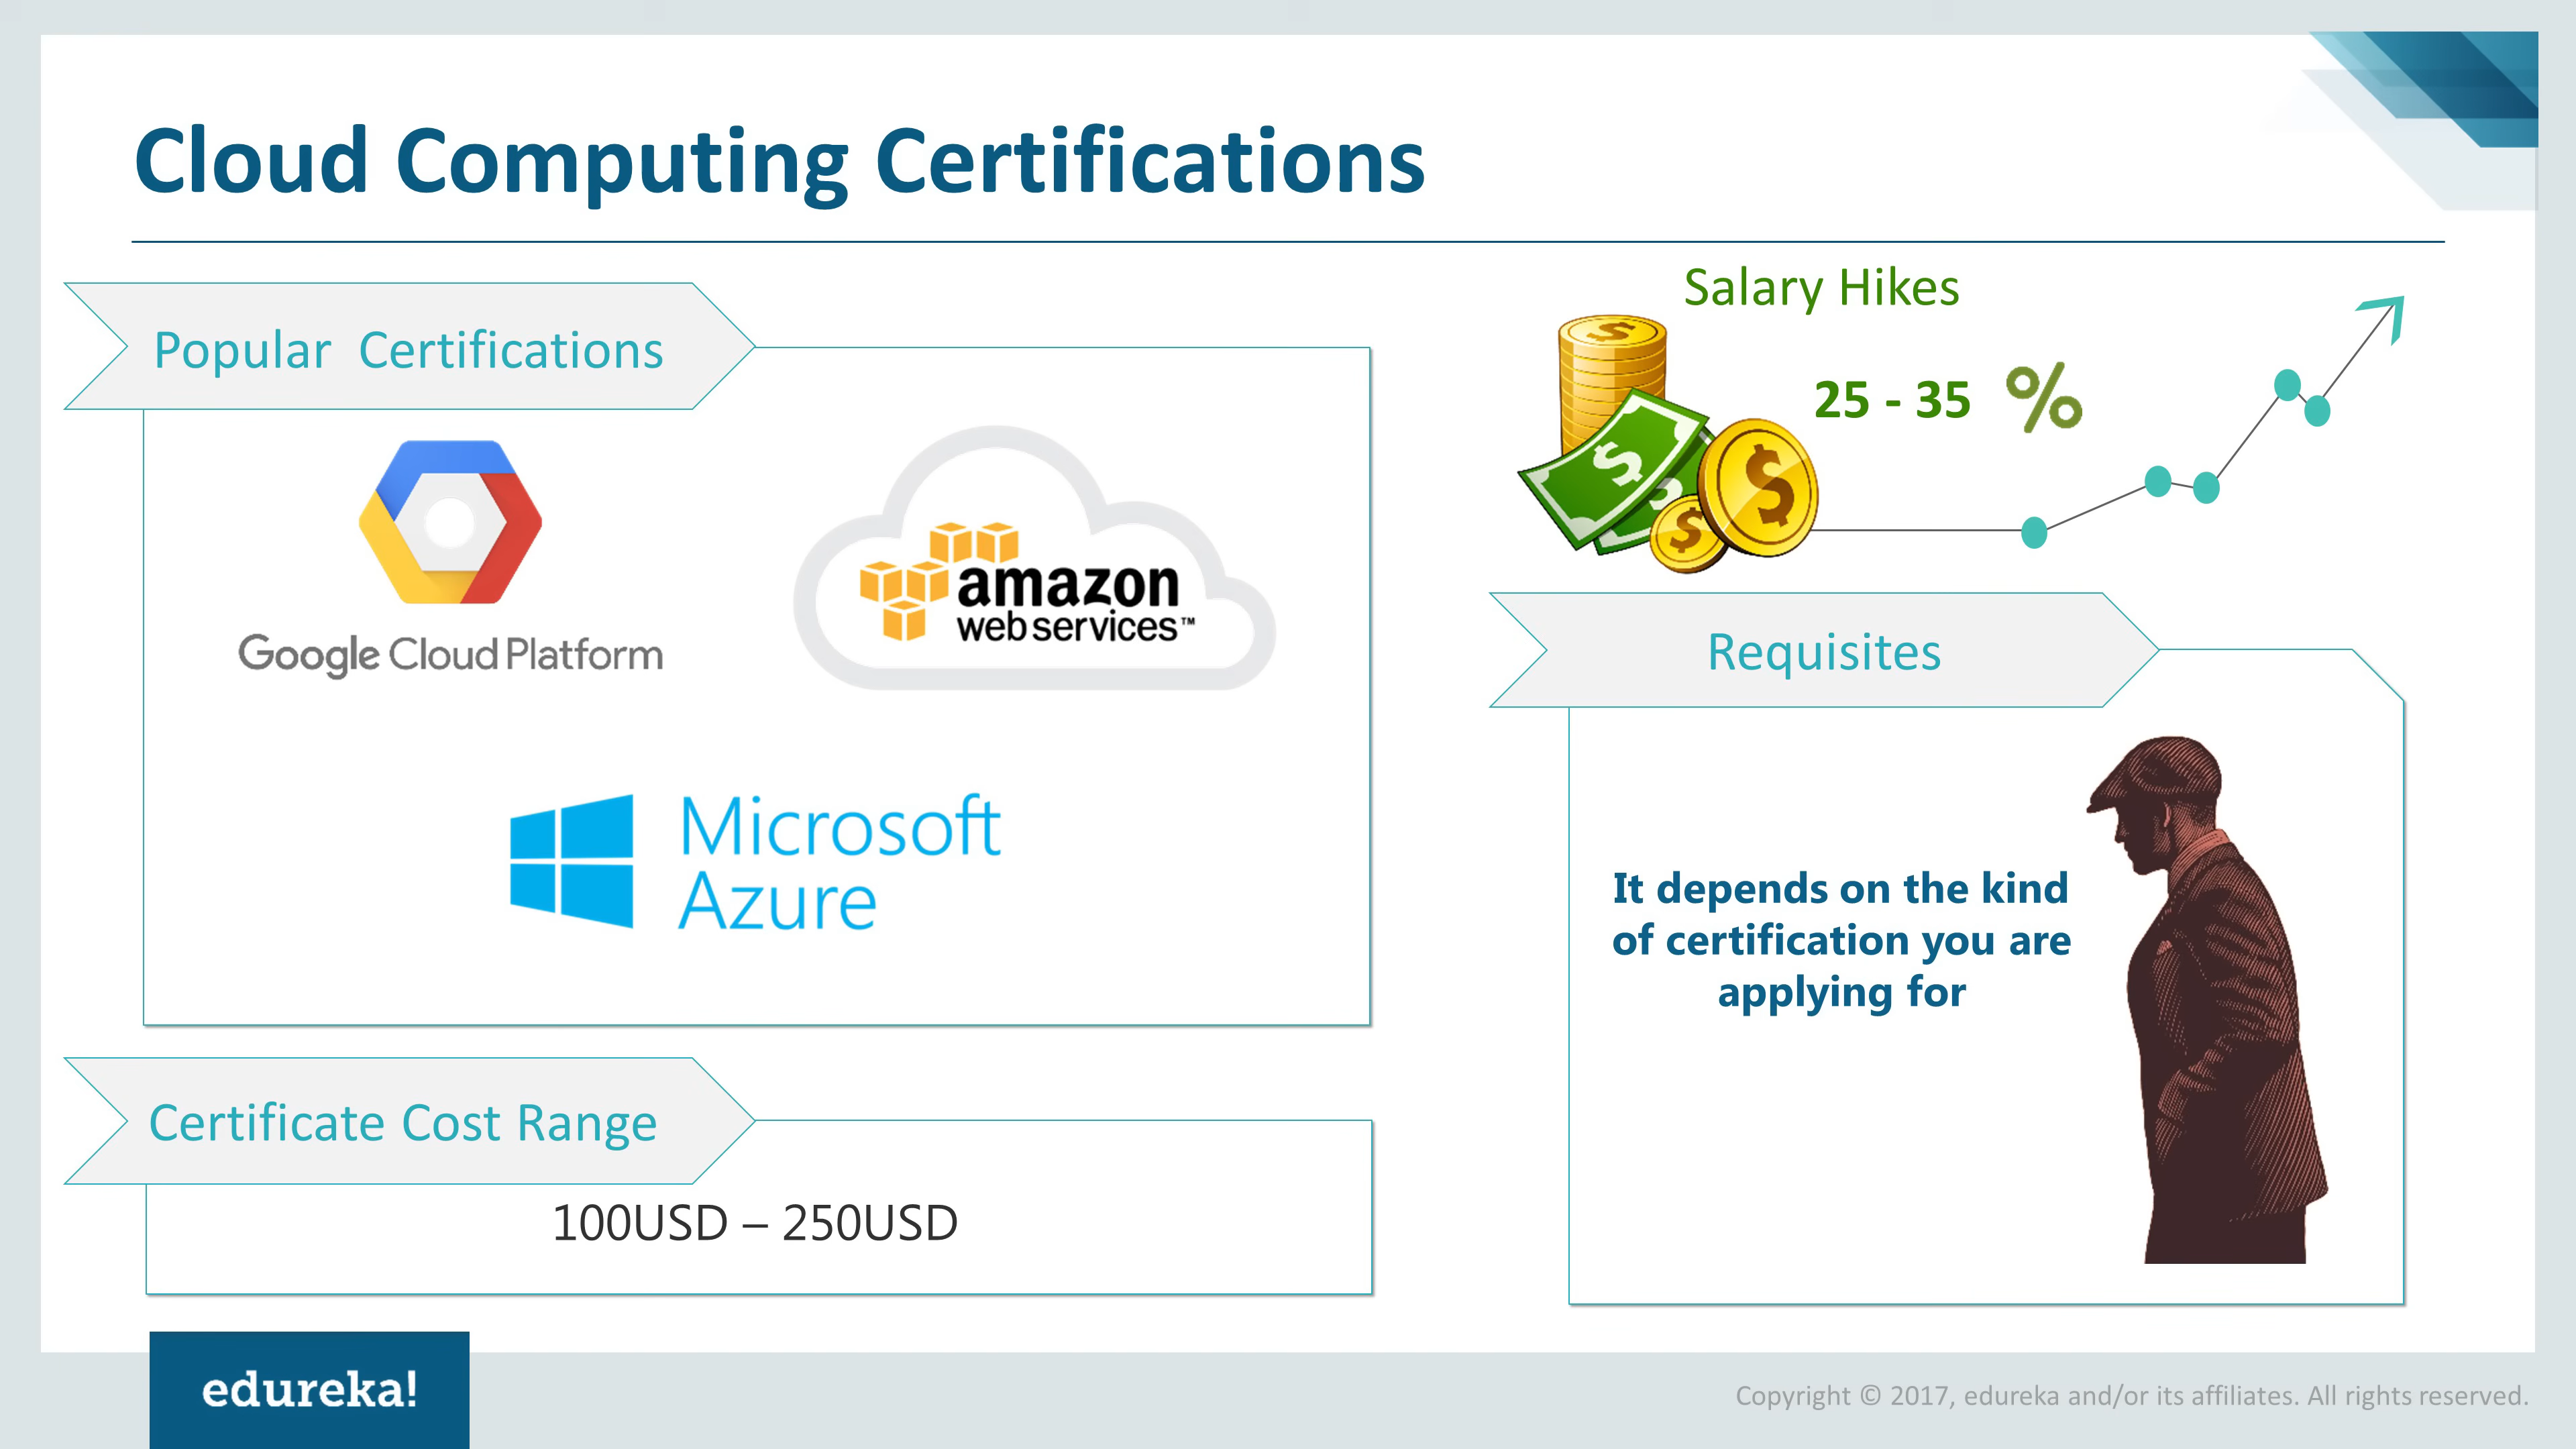 Cloud Computing Certifications
Popular  Certifications
Google Cloud Platform
amazon
web services™
Microsoft
Azure
Certificate Cost Range
100USD – 250USD
Salary Hikes
25 - 35 %
Requisites
It depends on the kind
of certification you are
applying for
edureka!
Copyright © 2017, edureka and/or its affiliates. All rights reserved.